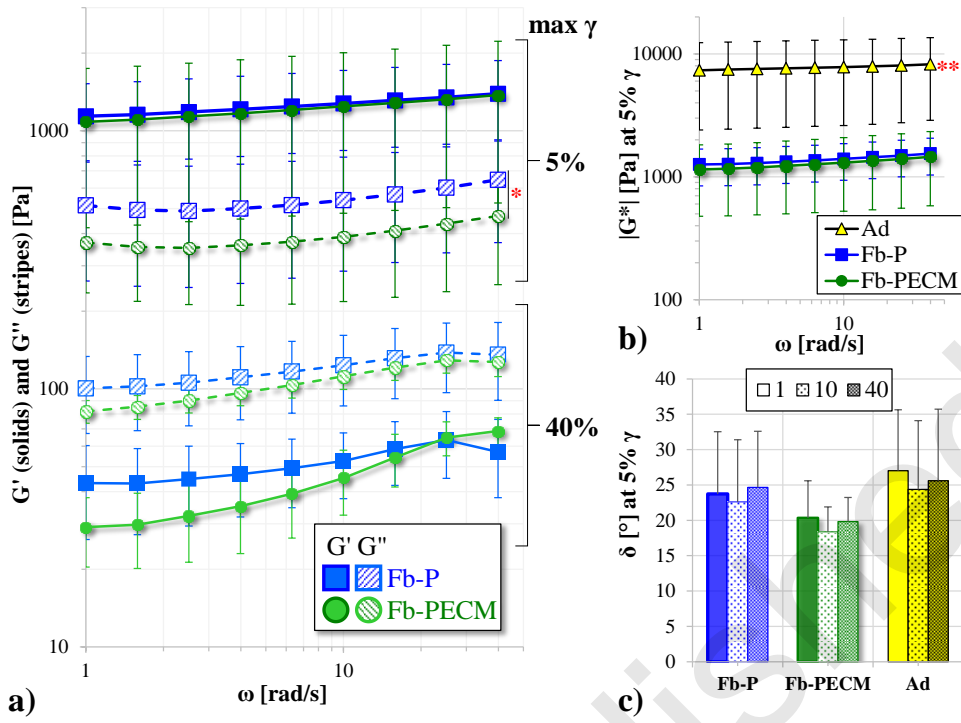 max γ
1000
100
10
5%
*
40%
G' (solids) and G'' (stripes) [Pa]
G' G''
Fb-P
Fb-PECM
1 10
ω [rad/s]
a)
10000
1000
100
**
|G*| [Pa] at 5% γ
Ad
Fb-P
Fb-PECM
1 10
ω [rad/s]
b)
40
35
30
25
20
15
10
5
0
δ [°] at 5% γ
1 10 40
Fb-P Fb-PECM Ad
c)